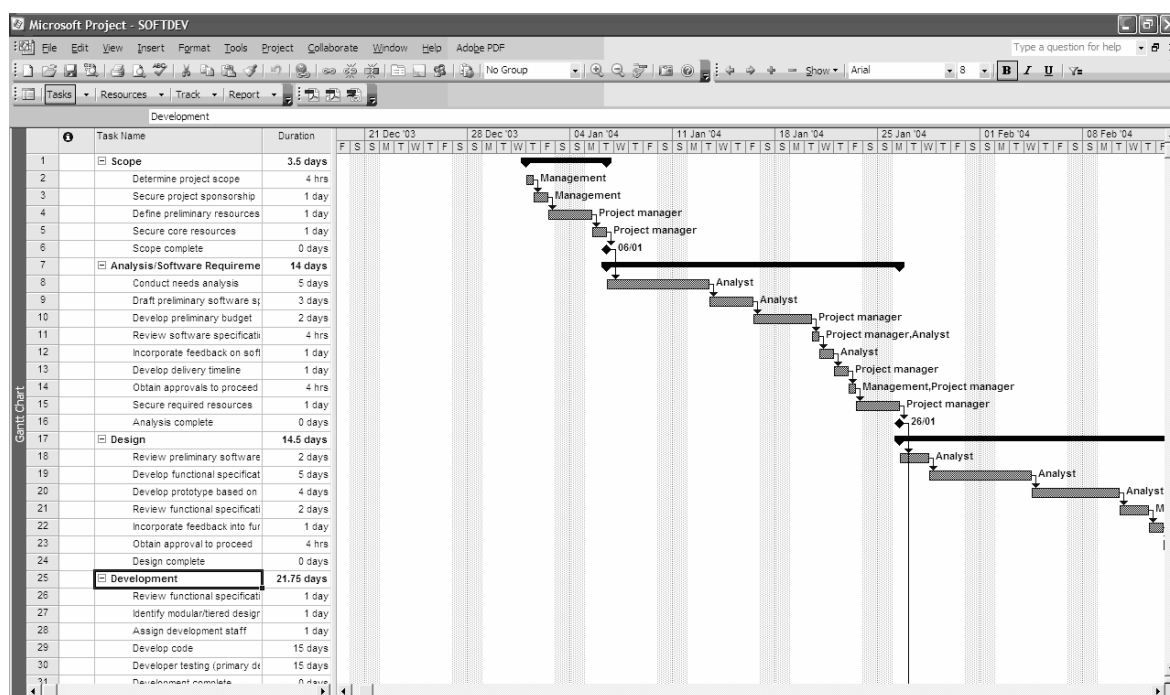 Microsoft Project - SOFTDEV
File Edit View Insert Format Tools Project Collaborate Window Help Adobe PDF Type a question for help
No Group Show Arial 8 B I U
Tasks Resources Track Report
Development
Task Name Duration 21 Dec '03 28 Dec '03 04 Jan '04 11 Jan '04 18 Jan '04 25 Jan '04 01 Feb '04 08 Feb '04
F S S M T W T F S S M T W T F S S M T W T F S S M T W T F S S M T W T F S S M T W T F S S M T W T F S S M T W T F
1 Scope 3.5 days
2 Determine project scope 4 hrs Management
3 Secure project sponsorship 1 day Management
4 Define preliminary resources 1 day Project manager
5 Secure core resources 1 day Project manager
6 Scope complete 0 days 06/01
7 Analysis/Software Requireme 14 days
8 Conduct needs analysis 5 days Analyst
9 Draft preliminary software sp 3 days Analyst
10 Develop preliminary budget 2 days Project manager
11 Review software specificati 4 hrs Project manager,Analyst
12 Incorporate feedback on soft 1 day Analyst
13 Develop delivery timeline 1 day Project manager
14 Obtain approvals to proceed 4 hrs Management,Project manager
15 Secure required resources 1 day Project manager
16 Analysis complete 0 days 26/01
17 Design 14.5 days
18 Review preliminary software 2 days Analyst
19 Develop functional specificat 5 days Analyst
20 Develop prototype based on 4 days Analyst
21 Review functional specificati 2 days M
22 Incorporate feedback into fur 1 day
23 Obtain approval to proceed 4 hrs
24 Design complete 0 days
25 Development 21.75 days
26 Review functional specificati 1 day
27 Identify modular/tiered design 1 day
28 Assign development staff 1 day
29 Develop code 15 days
30 Developer testing (primary de 15 days
31 Development complete 0 days
Gantt Chart